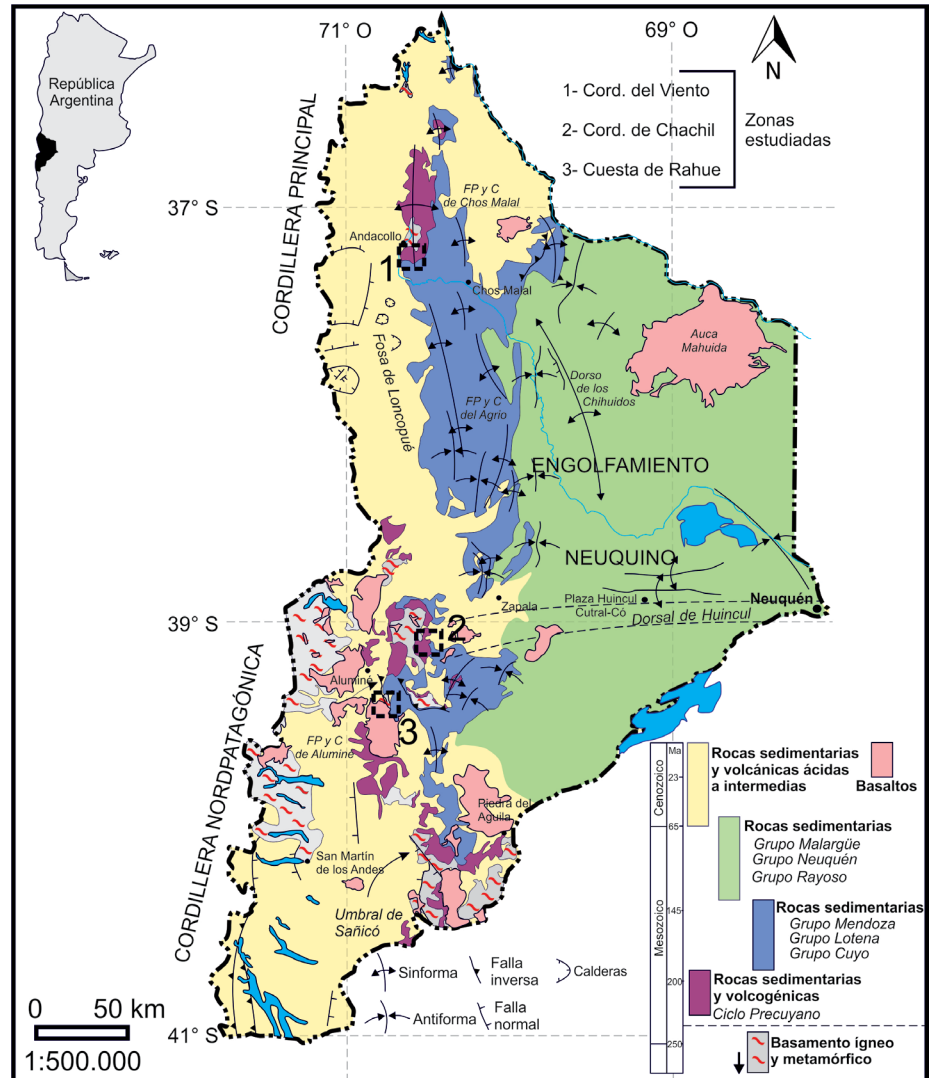 71° O
69° O
República
Argentina
N
1- Cord. del Viento
2- Cord. de Chachil
3- Cuesta de Rahue
Zonas
estudiadas
CORDILLERA PRINCIPAL
37° S
FP y C
de Chos Malal
Andacollo
1
Chos Malal
Auca
Mahuida
Fosa de Loncopué
Dorso
de los
Chihuidos
FP y C
del Agrio
ENGOLFAMIENTO
NEUQUINO
Zapala
Plaza Huincul
Cutral-Có
Neuquén
39° S
2
Dorsal de Huincul
Aluminé
3
CORDILLERA NORDPATAGÓNICA
FP y C
de Aluminé
Piedra del
Aguila
San Martín
de los Andes
Umbral de
Sañicó
Sinforma
Falla
inversa
Calderas
Antiforma
Falla
normal
0 50 km
1:500.000
41° S
Cenozoico
Mesozoico
Ma
23
65
145
200
250
Rocas sedimentarias
y volcánicas ácidas
a intermedias
Basaltos
Rocas sedimentarias
Grupo Malargüe
Grupo Neuquén
Grupo Rayoso
Rocas sedimentarias
Grupo Mendoza
Grupo Lotena
Grupo Cuyo
Rocas sedimentarias
y volcogénicas
Ciclo Precuyano
Basamento ígneo
y metamórfico